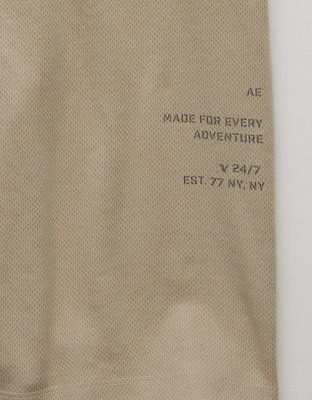 AE
MADE FOR EVERY
ADVENTURE
24/7
EST. 77 NY, NY